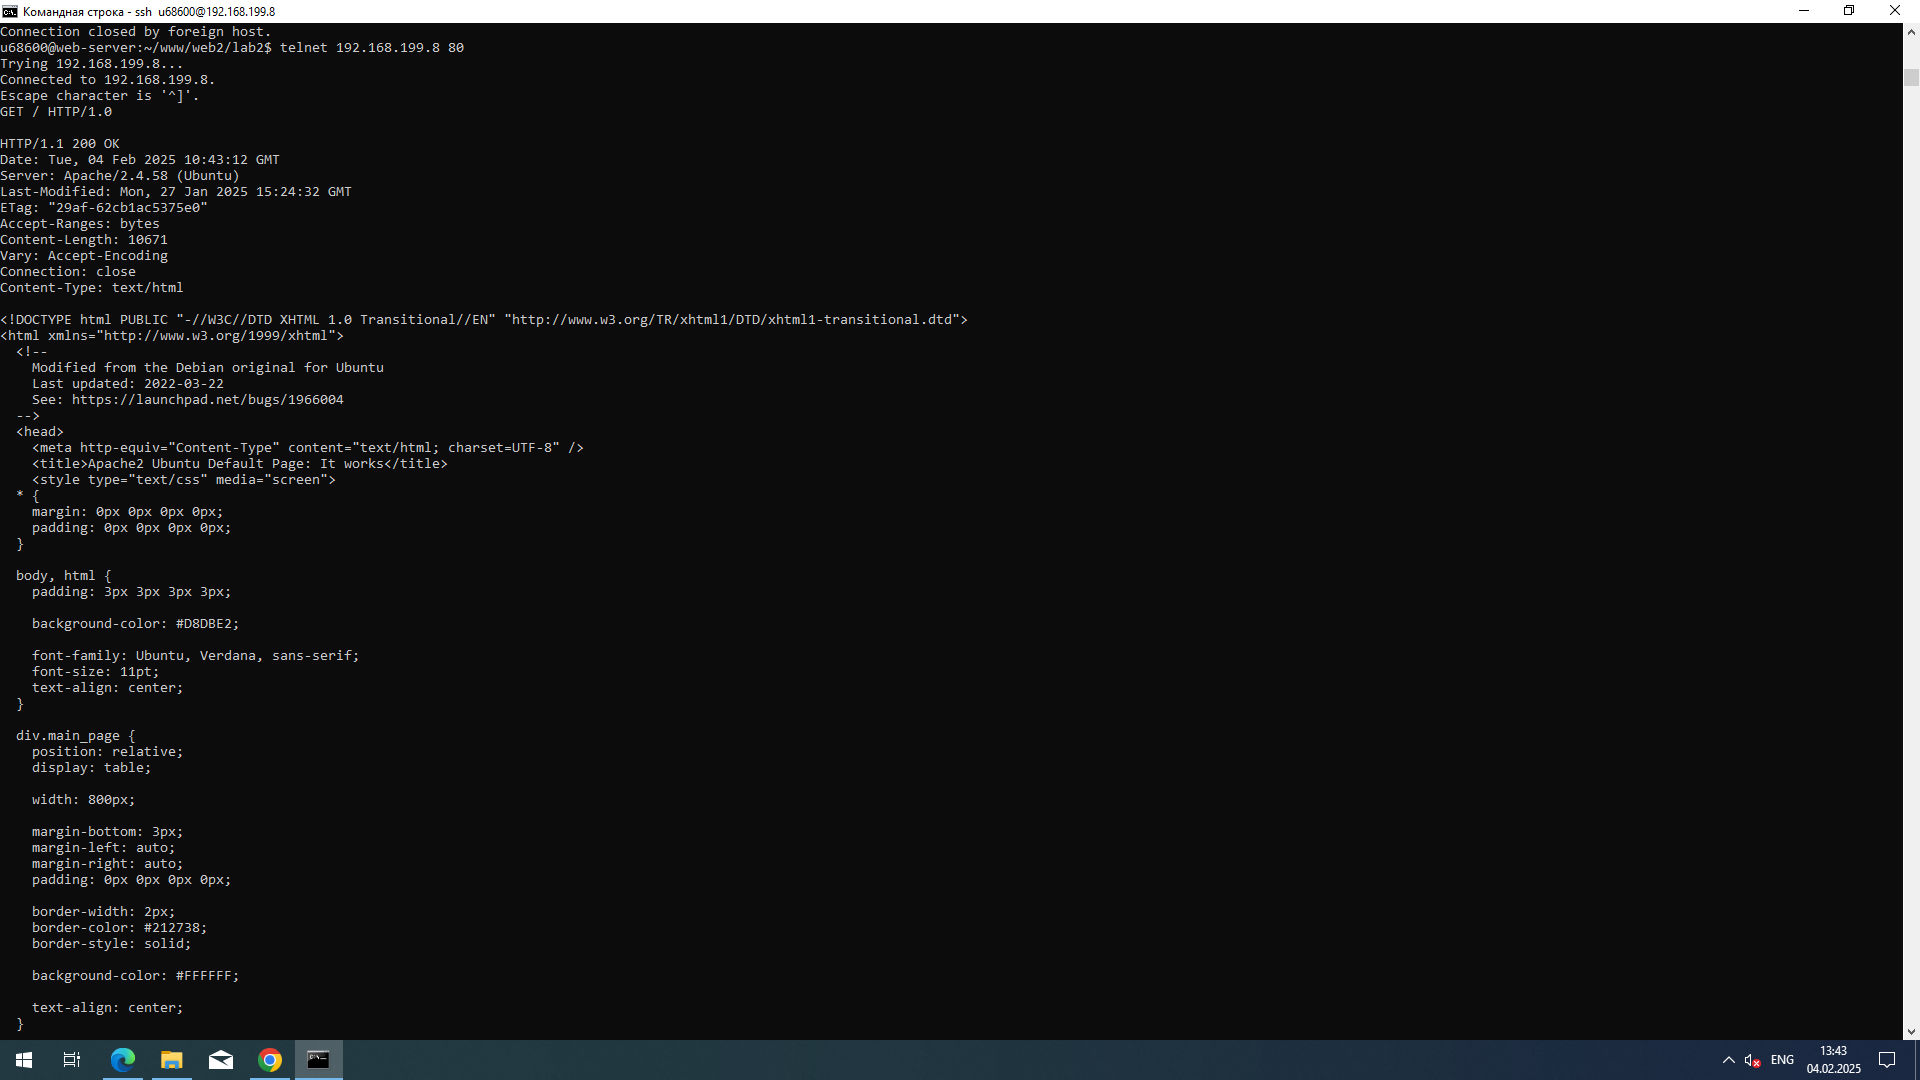 Командная строка - ssh  u68600@192.168.199.8
Connection closed by foreign host.
u68600@web-server:~/www/web2/lab2$ telnet 192.168.199.8 80
Trying 192.168.199.8...
Connected to 192.168.199.8.
Escape character is '^]'.
GET / HTTP/1.0

HTTP/1.1 200 OK
Date: Tue, 04 Feb 2025 10:43:12 GMT
Server: Apache/2.4.58 (Ubuntu)
Last-Modified: Mon, 27 Jan 2025 15:24:32 GMT
ETag: "29af-62cb1ac5375e0"
Accept-Ranges: bytes
Content-Length: 10671
Vary: Accept-Encoding
Connection: close
Content-Type: text/html

<!DOCTYPE html PUBLIC "-//W3C//DTD XHTML 1.0 Transitional//EN" "http://www.w3.org/TR/xhtml1/DTD/xhtml1-transitional.dtd">
<html xmlns="http://www.w3.org/1999/xhtml">
  <!--
    Modified from the Debian original for Ubuntu
    Last updated: 2022-03-22
    See: https://launchpad.net/bugs/1966004
  -->
  <head>
    <meta http-equiv="Content-Type" content="text/html; charset=UTF-8" />
    <title>Apache2 Ubuntu Default Page: It works</title>
    <style type="text/css" media="screen">
  * {
    margin: 0px 0px 0px 0px;
    padding: 0px 0px 0px 0px;
  }

  body, html {
    padding: 3px 3px 3px 3px;

    background-color: #D8DBE2;

    font-family: Ubuntu, Verdana, sans-serif;
    font-size: 11pt;
    text-align: center;
  }

  div.main_page {
    position: relative;
    display: table;

    width: 800px;

    margin-bottom: 3px;
    margin-left: auto;
    margin-right: auto;
    padding: 0px 0px 0px 0px;

    border-width: 2px;
    border-color: #212738;
    border-style: solid;

    background-color: #FFFFFF;

    text-align: center;
  }
ENG
13:43
04.02.2025